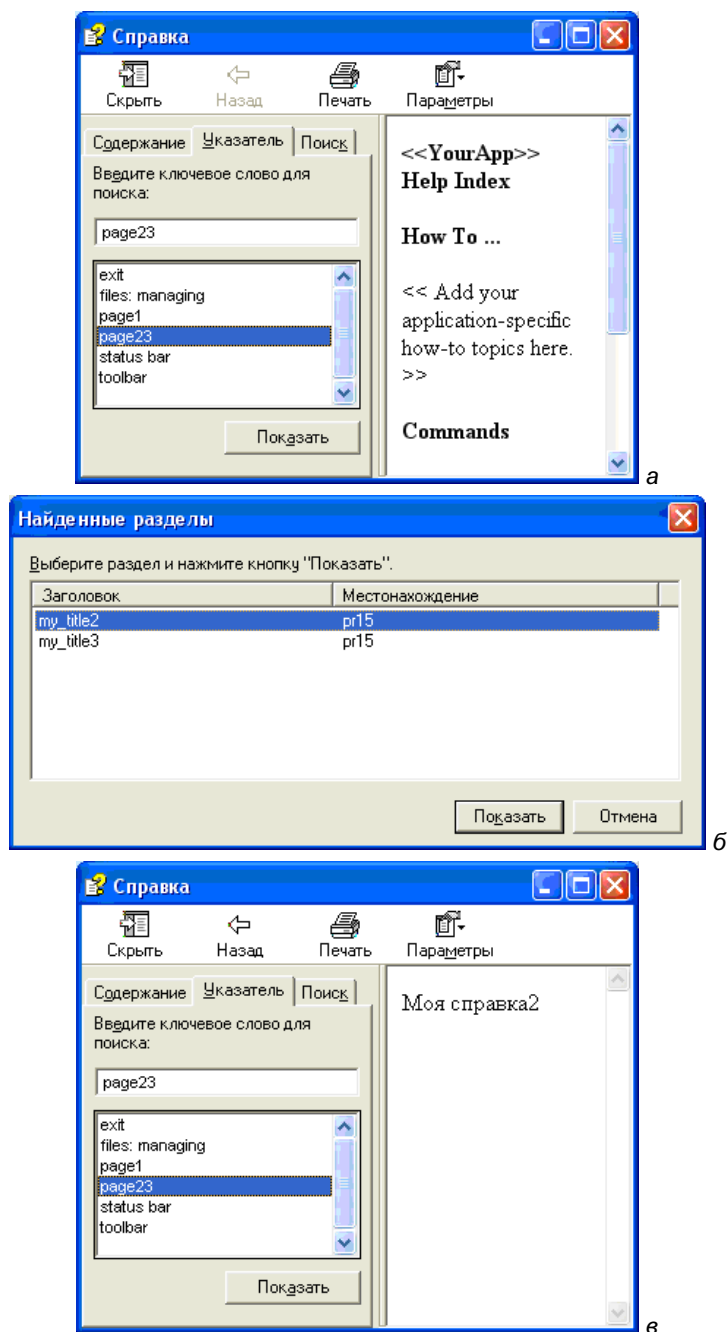 Справка
Скрыть Назад Печать Параметры
Содержание Указатель Поиск
Введите ключевое слово для
поиска:
page23
exit
files: managing
page1
page23
status bar
toolbar
Показать
<<YourApp>>
Help Index
How To ...
<< Add your
application-specific
how-to topics here.
>>
Commands
а
Найденные разделы
Выберите раздел и нажмите кнопку "Показать".
Заголовок Местонахождение
my_title2 pr15
my_title3 pr15
Показать Отмена
б
Справка
Скрыть Назад Печать Параметры
Содержание Указатель Поиск
Введите ключевое слово для
поиска:
page23
exit
files: managing
page1
page23
status bar
toolbar
Показать
Моя справка2
в